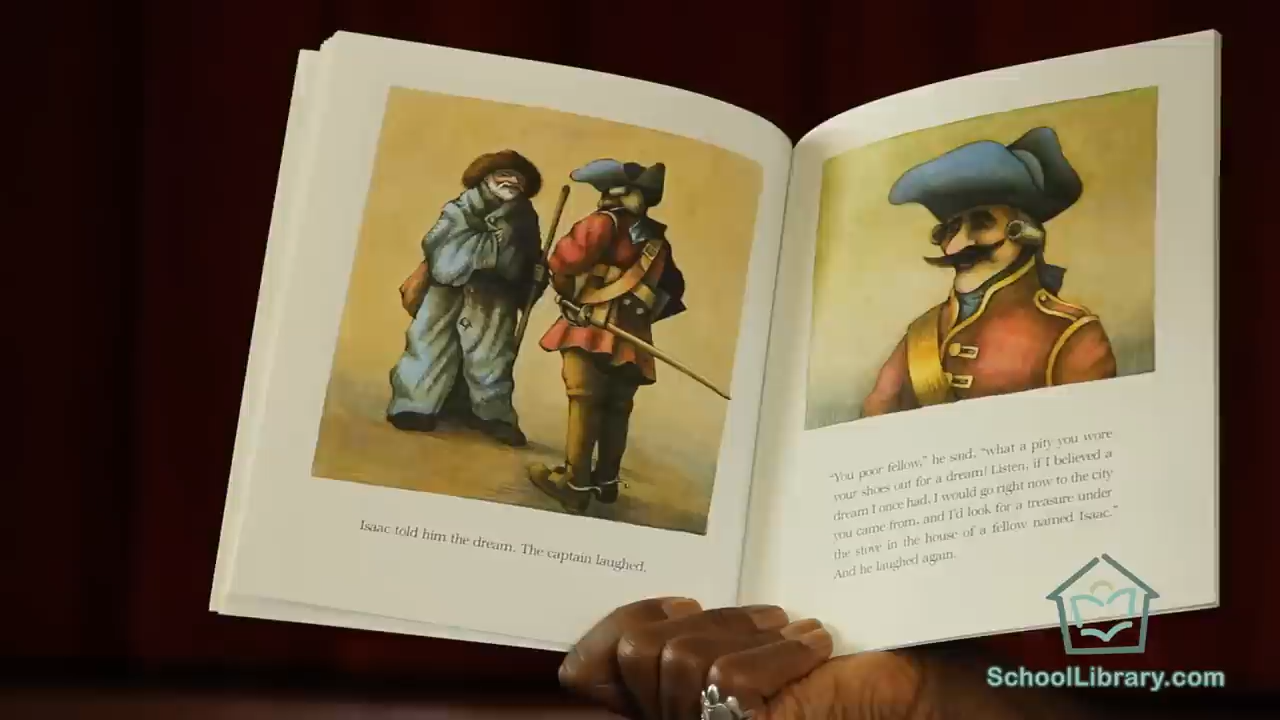 Isaac told him the dream. The captain laughed.
"You poor fellow," he said, "what a pity you wore
your shoes out for a dream! Listen, if I believed a
dream I once had, I would go right now to the city
you came from, and I'd look for a treasure under
the stove in the house of a fellow named Isaac."
And he laughed again.
SchoolLibrary.com